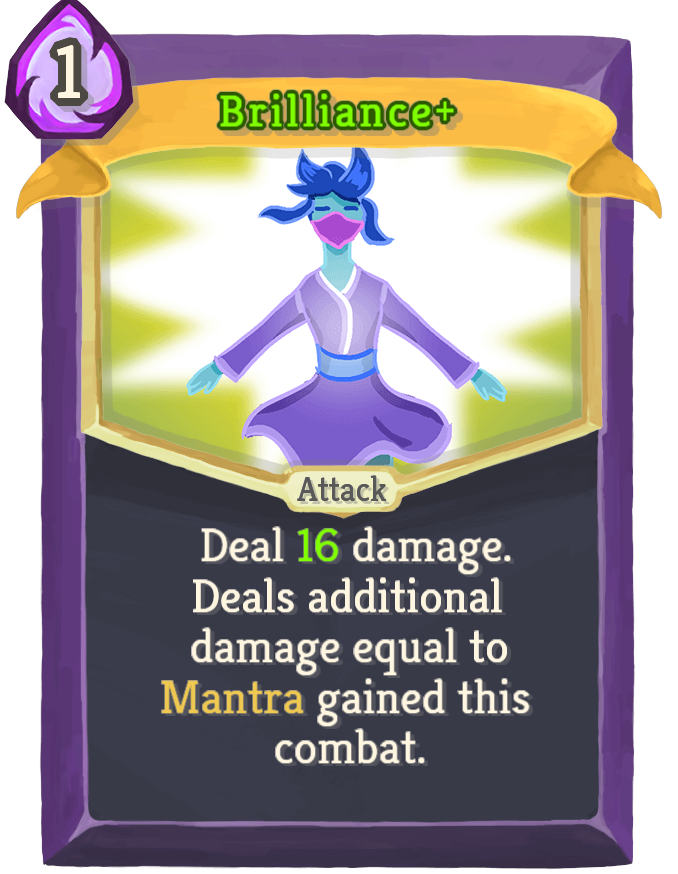 1
Brilliance+
Attack
Deal 16 damage.
Deals additional
damage equal to
Mantra gained this
combat.